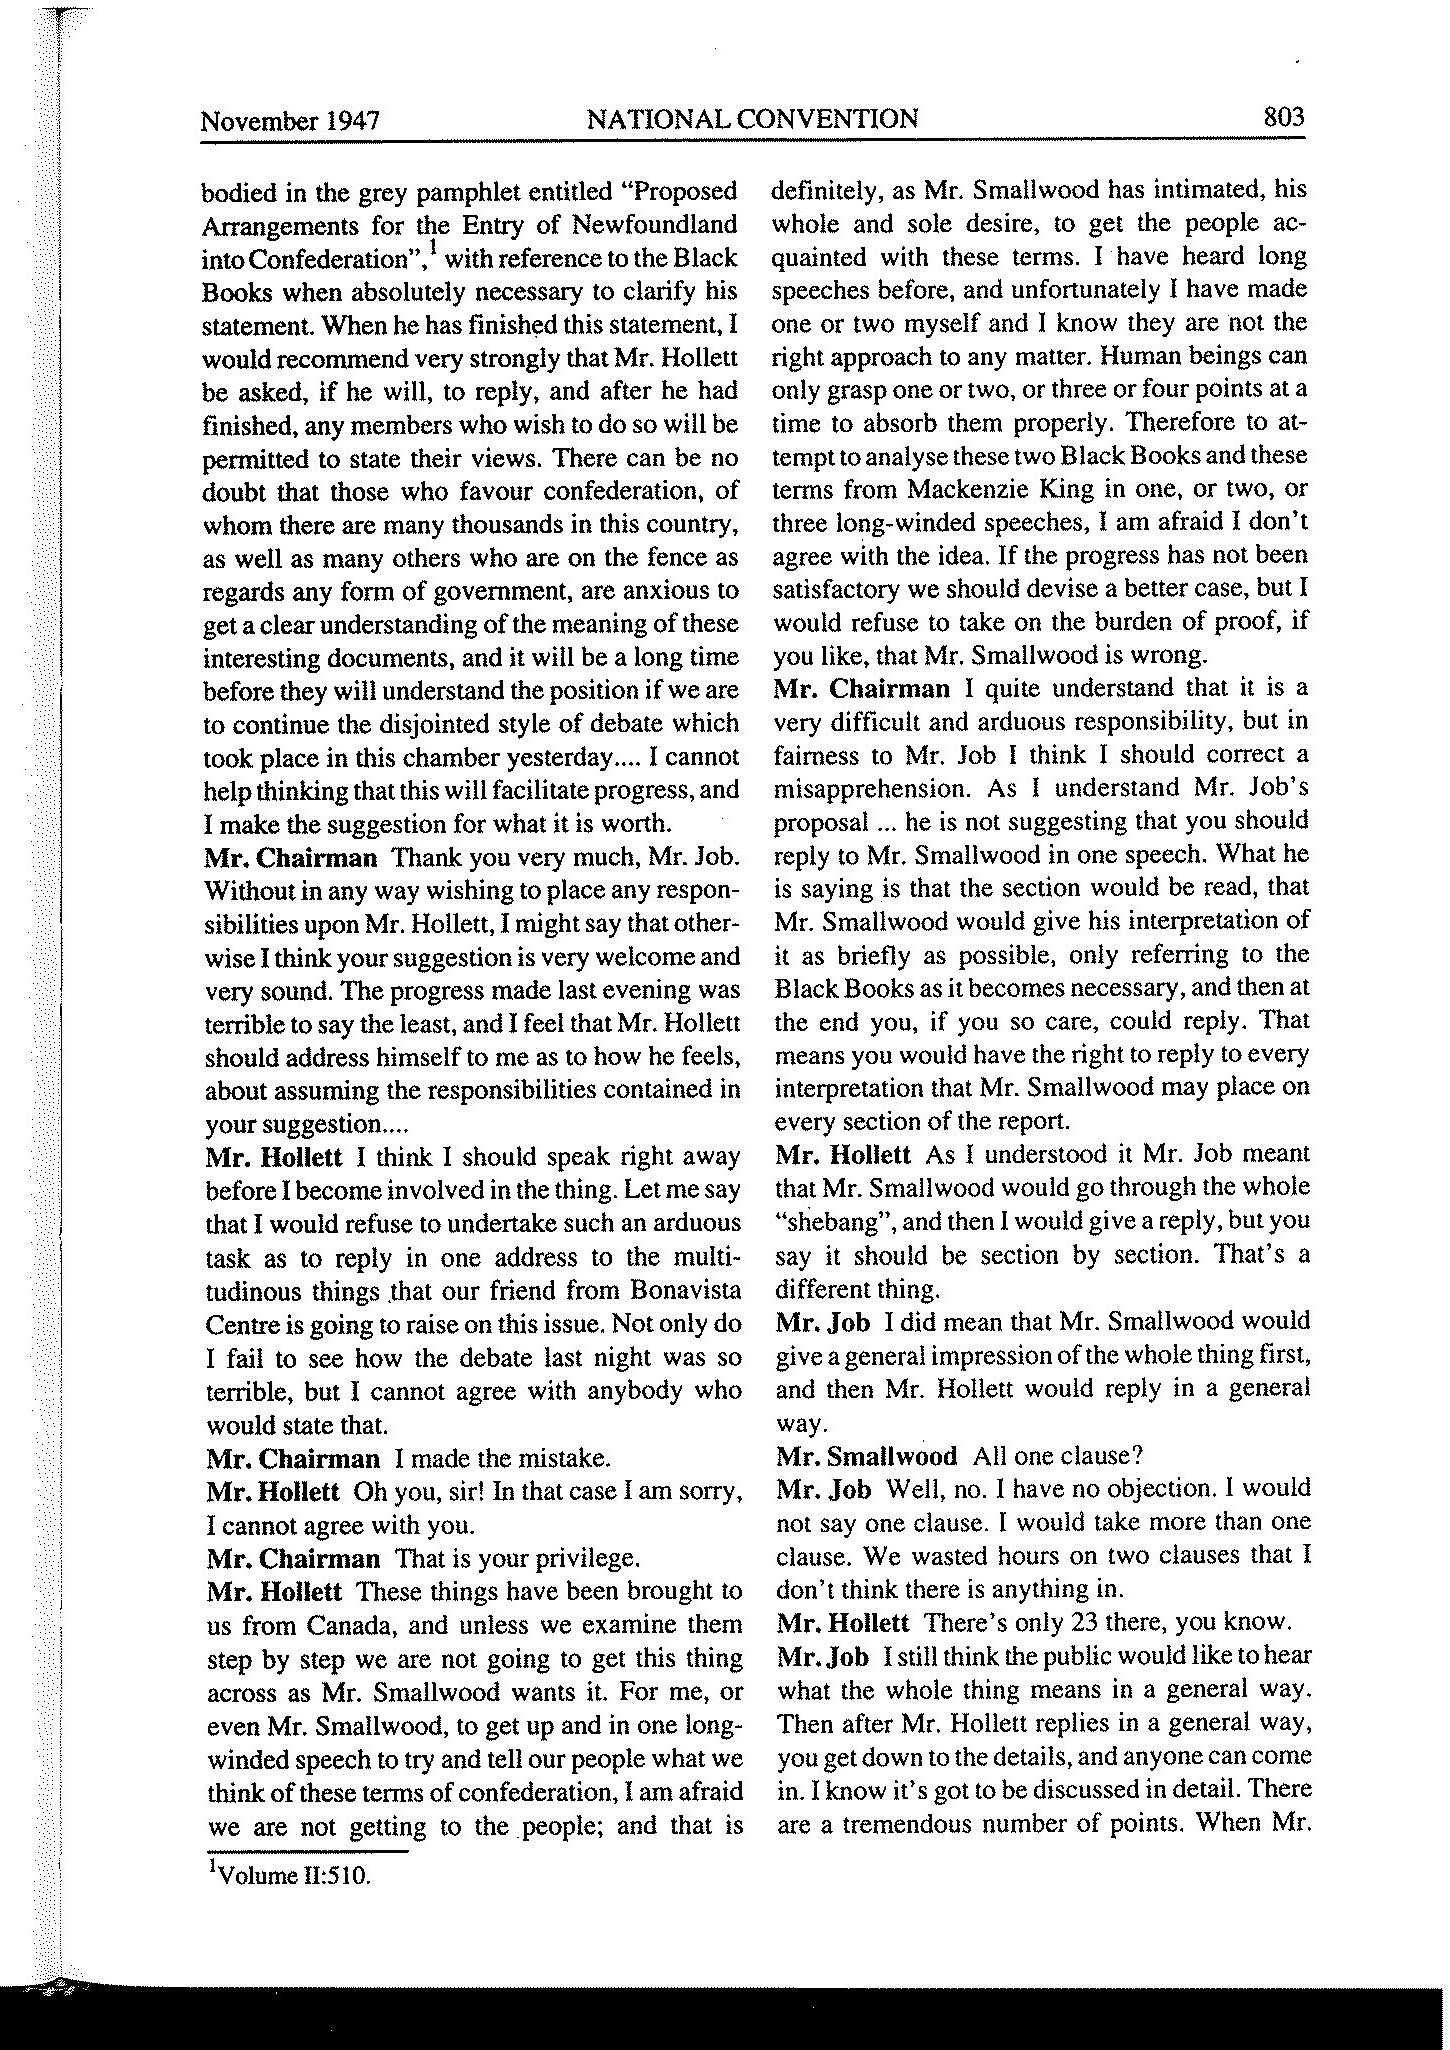 November 1947 NATIONAL CONVENTION 803
bodied in the grey pamphlet entitled “Proposed
Arrangements for the Entry of Newfoundland
into Confederation”,1 with reference to the Black
Books when absolutely necessary to clarify his
statement. When he has finished this statement, I
would recommend very strongly that Mr. Hollett
be asked, if he will, to reply, and after he had
finished, any members who wish to do so will be
permitted to state their views. There can be no
doubt that those who favour confederation, of
whom there are many thousands in this country,
as well as many others who are on the fence as
regards any form of government, are anxious to
get a clear understanding of the meaning of these
interesting documents, and it will be a long time
before they will understand the position if we are
to continue the disjointed style of debate which
took place in this chamber yesterday.... I cannot
help thinking that this will facilitate progress, and
I make the suggestion for what it is worth.
Mr. Chairman Thank you very much, Mr. Job.
Without in any way wishing to place any respon-
sibilities upon Mr. Hollett, I might say that other-
wise I think your suggestion is very welcome and
very sound. The progress made last evening was
terrible to say the least, and I feel that Mr. Hollett
should address himself to me as to how he feels,
about assuming the responsibilities contained in
your suggestion....
Mr. Hollett I think I should speak right away
before I become involved in the thing. Let me say
that I would refuse to undertake such an arduous
task as to reply in one address to the multi-
tudinous things that our friend from Bonavista
Centre is going to raise on this issue. Not only do
I fail to see how the debate last night was so
terrible, but I cannot agree with anybody who
would state that.
Mr. Chairman I made the mistake.
Mr. Hollett Oh you, sir! In that case I am sorry,
I cannot agree with you.
Mr. Chairman That is your privilege.
Mr. Hollett These things have been brought to
us from Canada, and unless we examine them
step by step we are not going to get this thing
across as Mr. Smallwood wants it. For me, or
even Mr. Smallwood, to get up and in one long-
winded speech to try and tell our people what we
think of these terms of confederation, I am afraid
we are not getting to the people; and that is
1Volume II:510.
definitely, as Mr. Smallwood has intimated, his
whole and sole desire, to get the people ac-
quainted with these terms. I have heard long
speeches before, and unfortunately I have made
one or two myself and I know they are not the
right approach to any matter. Human beings can
only grasp one or two, or three or four points at a
time to absorb them properly. Therefore to at-
tempt to analyse these two Black Books and these
terms from Mackenzie King in one, or two, or
three long-winded speeches, I am afraid I don't
agree with the idea. If the progress has not been
satisfactory we should devise a better case, but I
would refuse to take on the burden of proof, if
you like, that Mr. Smallwood is wrong.
Mr. Chairman I quite understand that it is a
very difficult and arduous responsibility, but in
fairness to Mr. Job I think I should correct a
misapprehension. As I understand Mr. Job's
proposal ... he is not suggesting that you should
reply to Mr. Smallwood in one speech. What he
is saying is that the section would be read, that
Mr. Smallwood would give his interpretation of
it as briefly as possible, only referring to the
Black Books as it becomes necessary, and then at
the end you, if you so care, could reply. That
means you would have the right to reply to every
interpretation that Mr. Smallwood may place on
every section of the report.
Mr. Hollett As I understood it Mr. Job meant
that Mr. Smallwood would go through the whole
“shebang”, and then I would give a reply, but you
say it should be section by section. That's a
different thing.
Mr. Job I did mean that Mr. Smallwood would
give a general impression of the whole thing first,
and then Mr. Hollett would reply in a general
way.
Mr. Smallwood All one clause?
Mr. Job Well, no. I have no objection. I would
not say one clause. I would take more than one
clause. We wasted hours on two clauses that I
don't think there is anything in.
Mr. Hollett There's only 23 there, you know.
Mr. Job I still think the public would like to hear
what the whole thing means in a general way.
Then after Mr. Hollett replies in a general way,
you get down to the details, and anyone can come
in. I know it's got to be discussed in detail. There
are a tremendous number of points. When Mr.